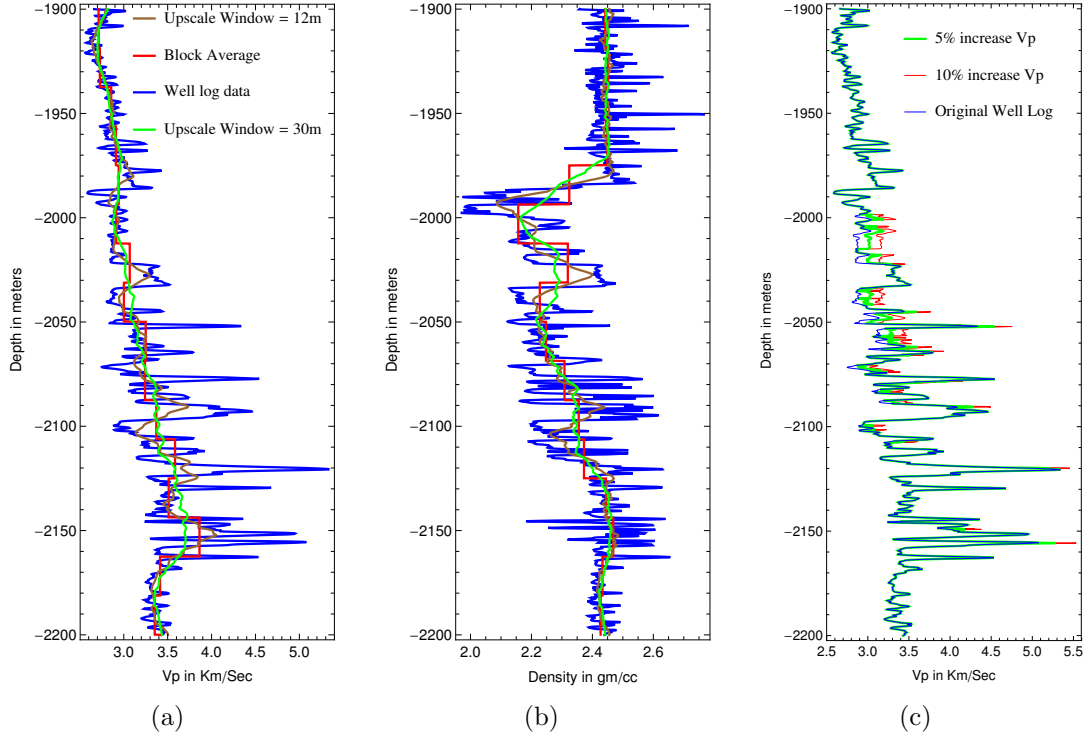 -1900
-1950
-2000
-2050
-2100
-2150
-2200
Depth in meters
3.0 3.5 4.0 4.5 5.0
Vp in Km/Sec
Upscale Window = 12m
Block Average
Well log data
Upscale Window = 30m
(a)
-1900
-1950
-2000
-2050
-2100
-2150
-2200
Depth in meters
2.0 2.2 2.4 2.6
Density in gm/cc
(b)
-1900
-1950
-2000
-2050
-2100
-2150
-2200
Depth in meters
2.5 3.0 3.5 4.0 4.5 5.0 5.5
Vp in Km/Sec
5% increase Vp
10% increase Vp
Original Well Log
(c)